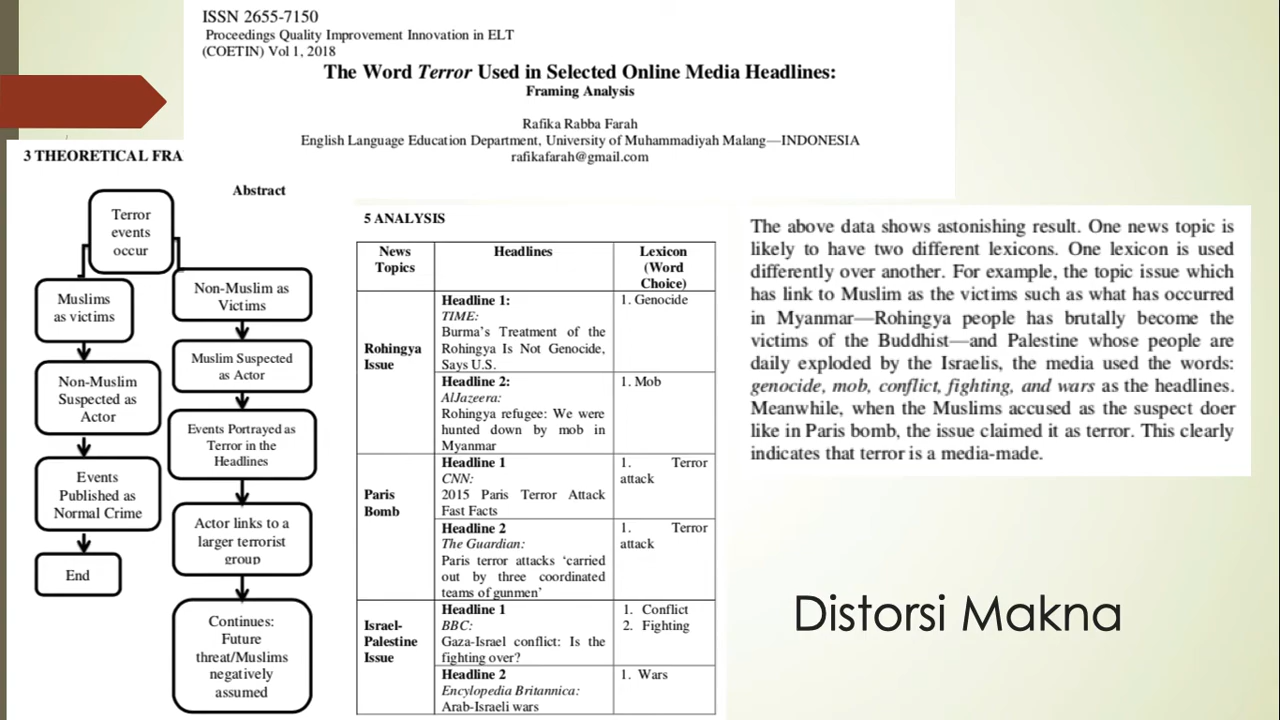 ISSN 2655-7150
Proceedings Quality Improvement Innovation in ELT
(COETIN) Vol 1, 2018
The Word Terror Used in Selected Online Media Headlines:
Framing Analysis
Rafika Rabba Farah
English Language Education Department, University of Muhammadiyah Malang—INDONESIA
rafikafarah@gmail.com
3 THEORETICAL FRA
Abstract
Terror
events
occur
Muslims
as victims
Non-Muslim
Suspected as
Actor
Events
Published as
Normal Crime
End
Non-Muslim as
Victims
Muslim Suspected
as Actor
Events Portrayed as
Terror in the
Headlines
Actor links to a
larger terrorist
group
Continues:
Future
threat/Muslims
negatively
assumed
5 ANALYSIS
News
Topics
Headlines
Lexicon
(Word
Choice)
Rohingya
Issue
Headline 1:
TIME:
Burma's Treatment of the
Rohingya Is Not Genocide,
Says U.S.
1. Genocide
Headline 2:
AlJazeera:
Rohingya refugee: We were
hunted down by mob in
Myanmar
1. Mob
Paris
Bomb
Headline 1
CNN:
2015 Paris Terror Attack
Fast Facts
1. Terror
attack
Headline 2
The Guardian:
Paris terror attacks 'carried
out by three coordinated
teams of gunmen'
1. Terror
attack
Israel-
Palestine
Issue
Headline 1
BBC:
Gaza-Israel conflict: Is the
fighting over?
1. Conflict
2. Fighting
Headline 2
Encylopedia Britannica:
Arab-Israeli wars
1. Wars
The above data shows astonishing result. One news topic is
likely to have two different lexicons. One lexicon is used
differently over another. For example, the topic issue which
has link to Muslim as the victims such as what has occurred
in Myanmar—Rohingya people has brutally become the
victims of the Buddhist—and Palestine whose people are
daily exploded by the Israelis, the media used the words:
genocide, mob, conflict, fighting, and wars as the headlines.
Meanwhile, when the Muslims accused as the suspect doer
like in Paris bomb, the issue claimed it as terror. This clearly
indicates that terror is a media-made.
Distorsi Makna